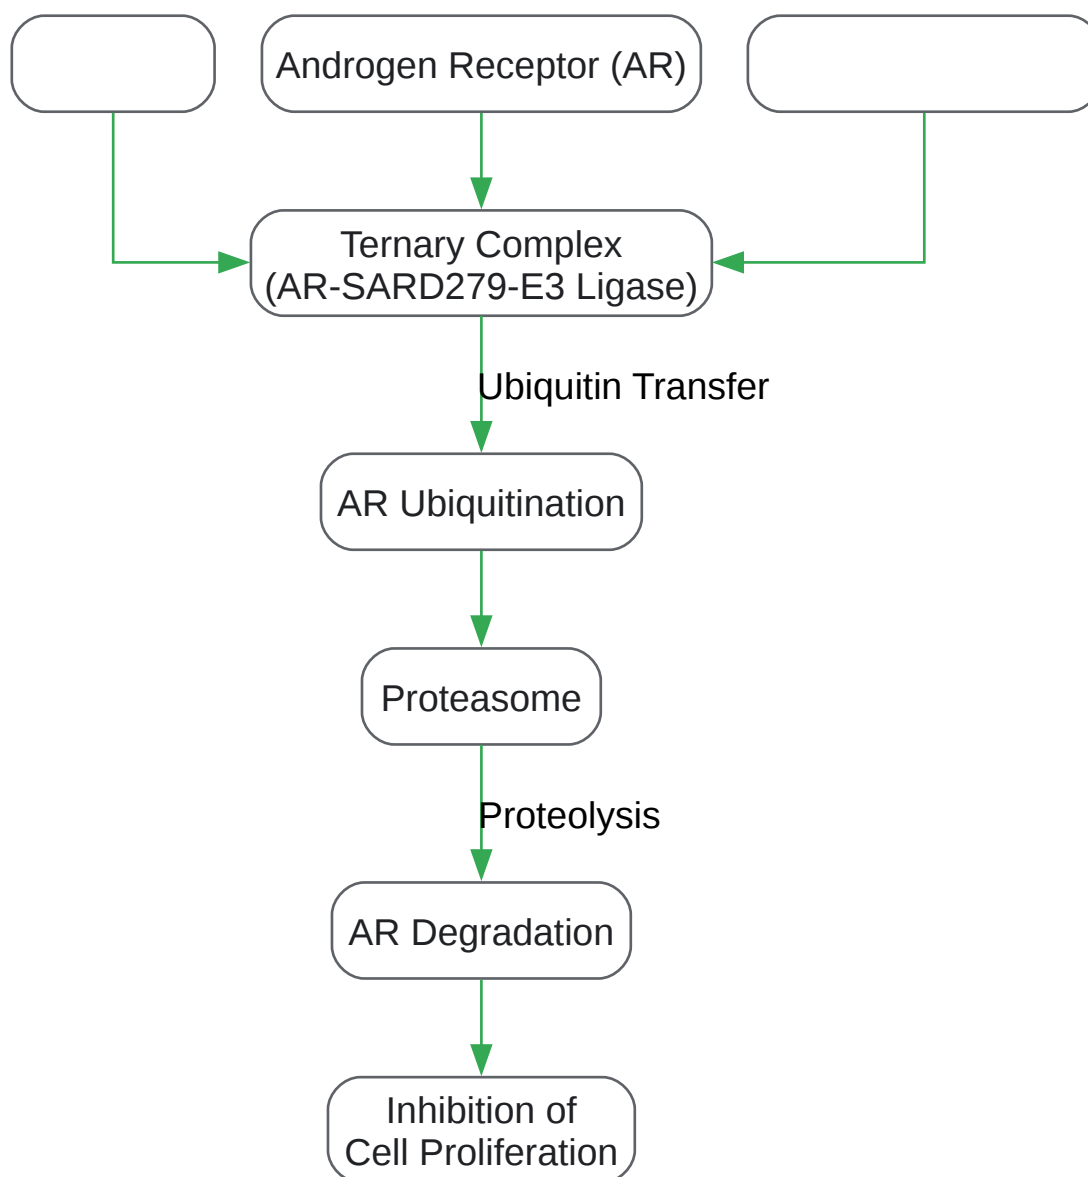 Androgen Receptor (AR)
Ternary Complex
(AR-SARD279-E3 Ligase)
Ubiquitin Transfer
AR Ubiquitination
Proteasome
Proteolysis
AR Degradation
Inhibition of
Cell Proliferation